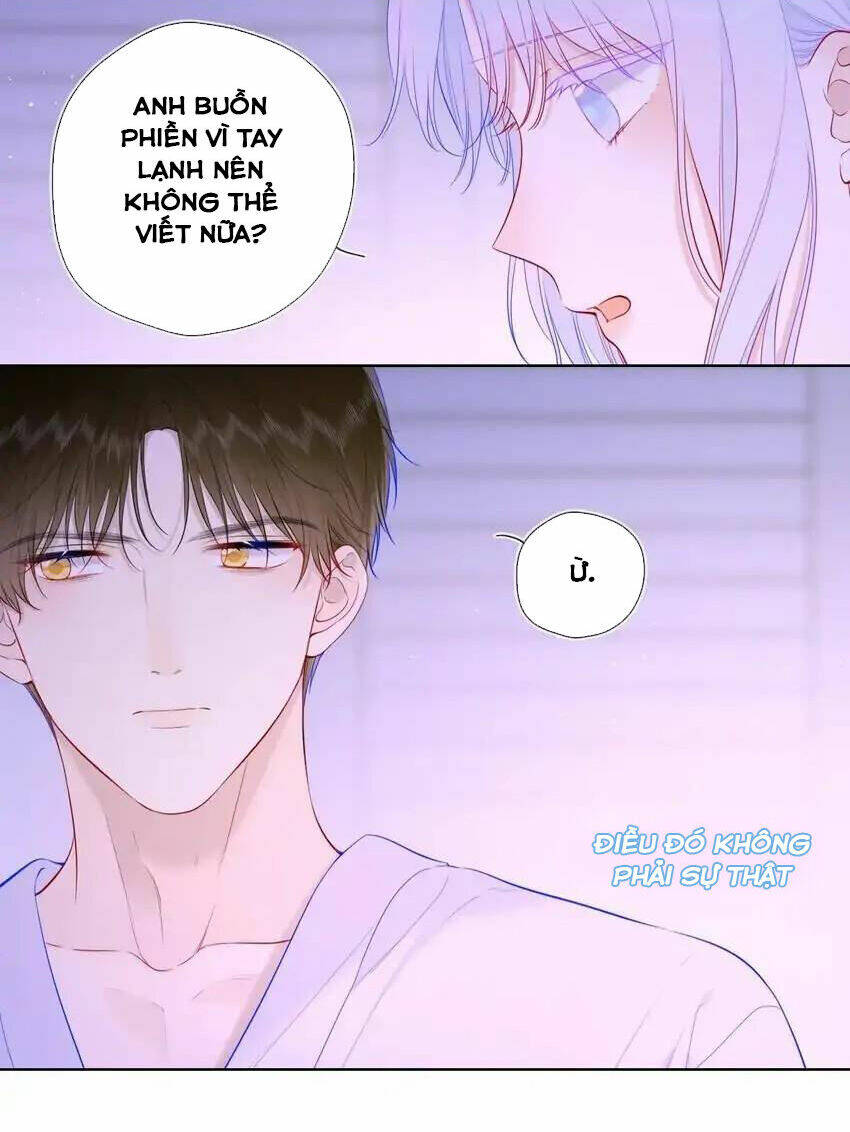 ANH BUỒN
PHIỀN VÌ TAY
LẠNH NÊN
KHÔNG THỂ
VIẾT NỮA?
Ừ.
ĐIỀU ĐÓ KHÔNG
PHẢI SỰ THẬT